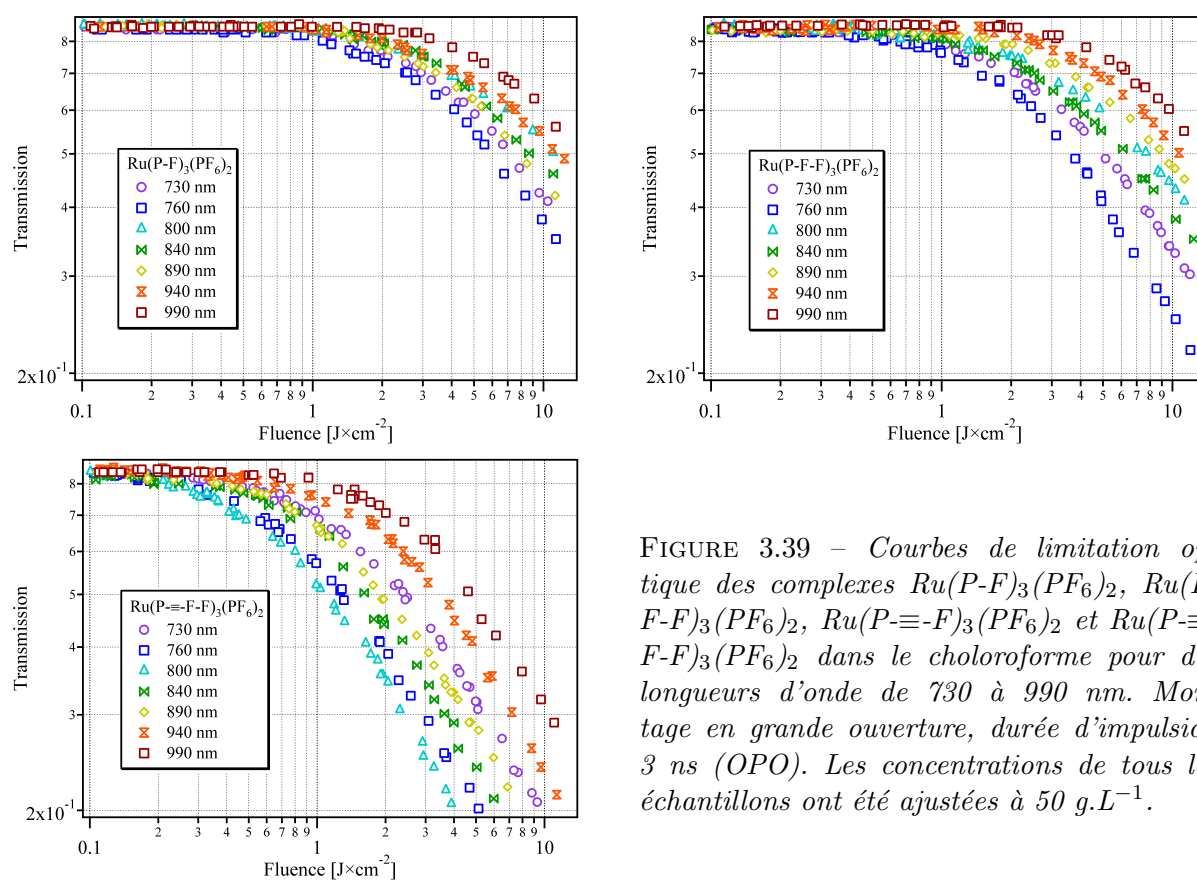 8
7
6
5
4
3
2x10⁻¹
Transmission
Ru(P-F)₃(PF₆)₂
730 nm
760 nm
800 nm
840 nm
890 nm
940 nm
990 nm
0.1 2 3 4 5 6 7 8 9 1 2 3 4 5 6 7 8 9 10
Fluence [J×cm⁻²]
8
7
6
5
4
3
2x10⁻¹
Transmission
Ru(P-F-F)₃(PF₆)₂
730 nm
760 nm
800 nm
840 nm
890 nm
940 nm
990 nm
0.1 2 3 4 5 6 7 8 9 1 2 3 4 5 6 7 8 9 10
Fluence [J×cm⁻²]
8
7
6
5
4
3
2x10⁻¹
Transmission
Ru(P-≡-F-F)₃(PF₆)₂
730 nm
760 nm
800 nm
840 nm
890 nm
940 nm
990 nm
0.1 2 3 4 5 6 7 8 9 1 2 3 4 5 6 7 8 9 10
Fluence [J×cm⁻²]
FIGURE 3.39 – Courbes de limitation op
tique des complexes Ru(P-F)₃(PF₆)₂, Ru(P
F-F)₃(PF₆)₂, Ru(P-≡-F)₃(PF₆)₂ et Ru(P-≡
F-F)₃(PF₆)₂ dans le choloroforme pour d
longueurs d'onde de 730 à 990 nm. Mon
tage en grande ouverture, durée d'impulsio
3 ns (OPO). Les concentrations de tous l
échantillons ont été ajustées à 50 g.L⁻¹.